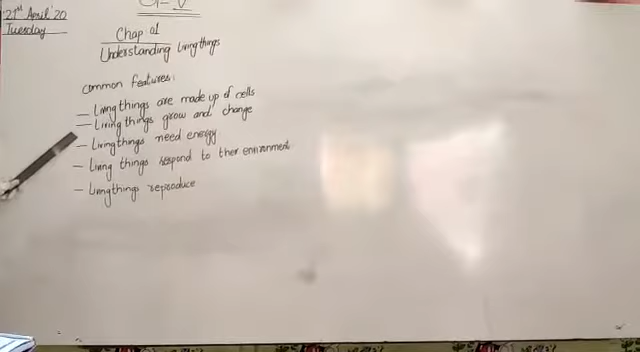 21st April '20
Tuesday
Chap 01
Understanding Living things
Common features:
- Living things are made up of cells
- Living things grow and change
- Living things need energy
- Living things respond to ther environment
- Living things reproduce